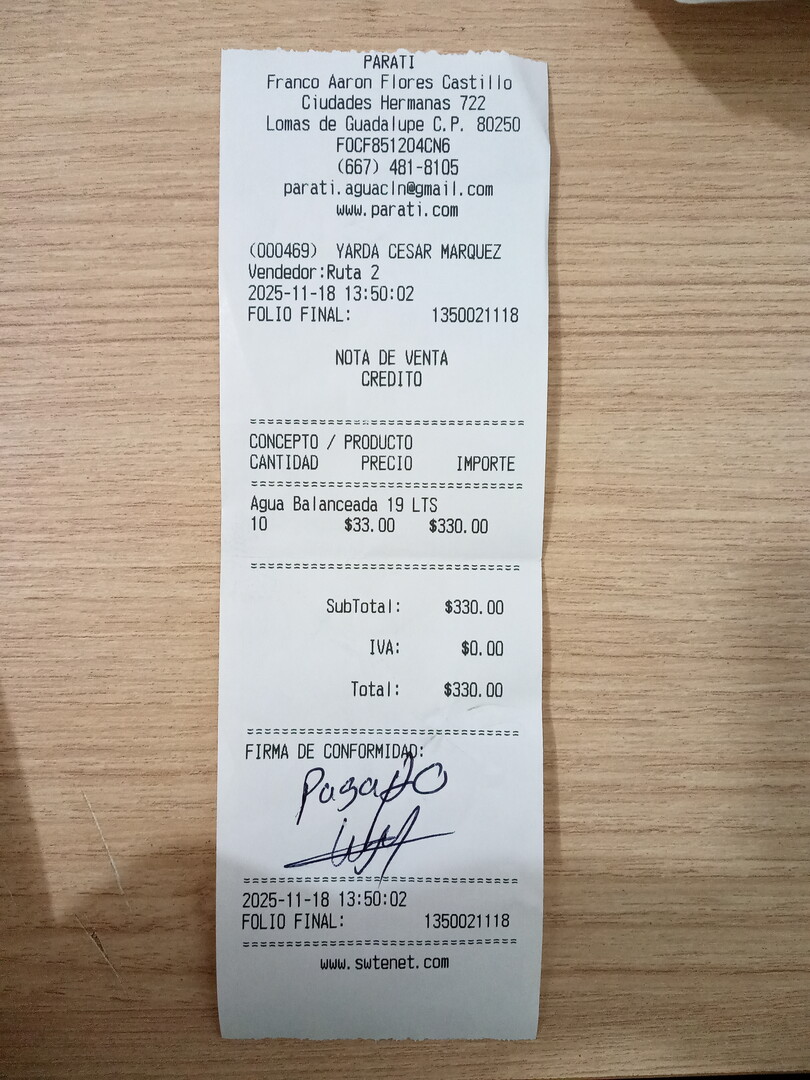 PARATI
Franco Aaron Flores Castillo
Ciudades Hermanas 722
Lomas de Guadalupe C.P. 80250
FOCF851204CN6
(667) 481-8105
parati.aguacln@gmail.com
www.parati.com
(000469) YARDA CESAR MARQUEZ
Vendedor:Ruta 2
2025-11-18 13:50:02
FOLIO FINAL: 1350021118
NOTA DE VENTA
CREDITO
================================
CONCEPTO / PRODUCTO
CANTIDAD PRECIO IMPORTE
================================
Agua Balanceada 19 LTS
10 $33.00 $330.00
================================
SubTotal: $330.00
IVA: $0.00
Total: $330.00
================================
FIRMA DE CONFORMIDAD:
Pagado
================================
2025-11-18 13:50:02
FOLIO FINAL: 1350021118
================================
www.swtenet.com